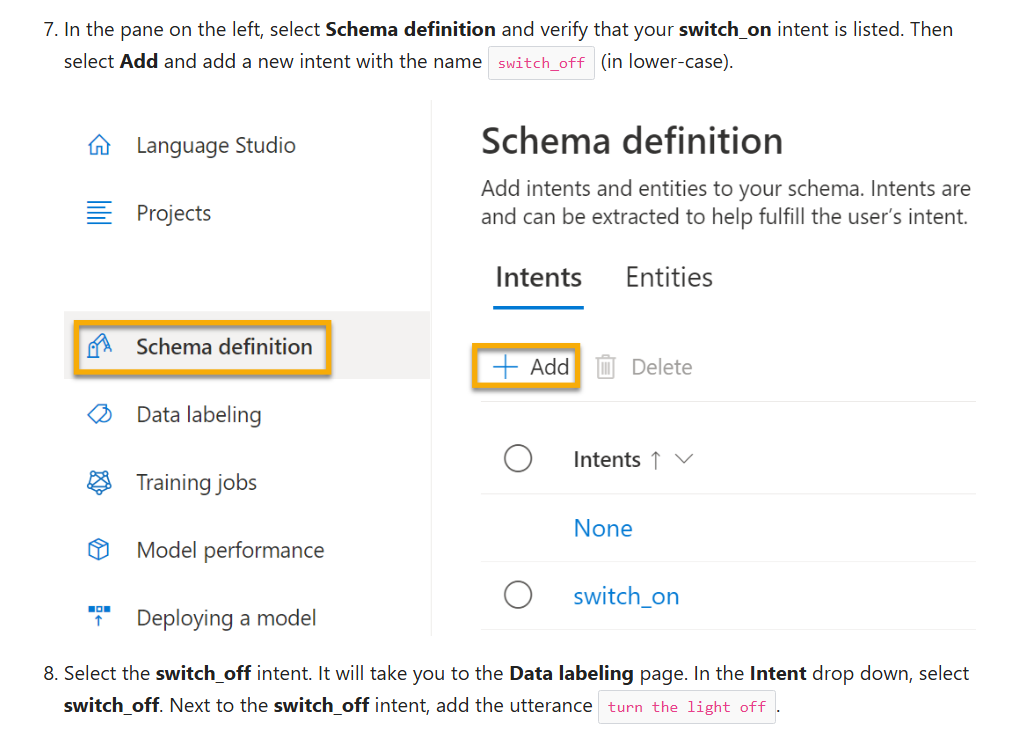 7. In the pane on the left, select Schema definition and verify that your switch_on intent is listed. Then
select Add and add a new intent with the name switch_off (in lower-case).
Language Studio
Projects
Schema definition
Data labeling
Training jobs
Model performance
Deploying a model
Schema definition
Add intents and entities to your schema. Intents are
and can be extracted to help fulfill the user's intent.
Intents Entities
+ Add Delete
Intents ↑
None
switch_on
8. Select the switch_off intent. It will take you to the Data labeling page. In the Intent drop down, select
switch_off. Next to the switch_off intent, add the utterance turn the light off.